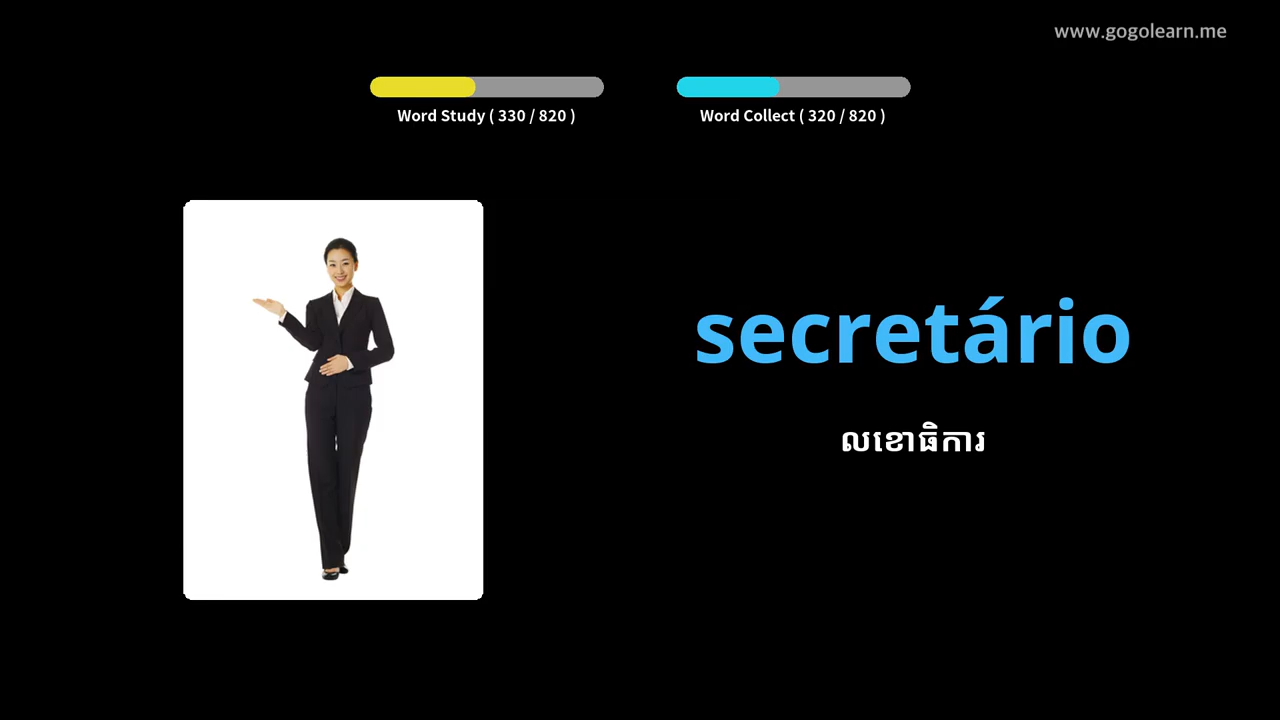 www.gogolearn.me
Word Study ( 330 / 820 )
Word Collect ( 320 / 820 )
secretário
លខោធិការ